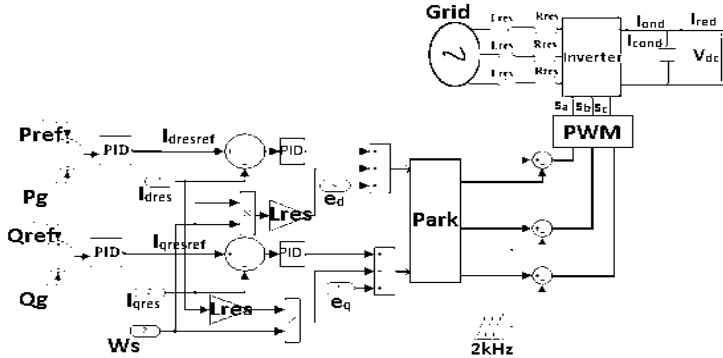 Grid
Lres Rres
Lres Rres
Lres Rres
Inverter
Iond Ired
Icond
Vdc
Sa Sb Sc
PWM
Pref
PID
Idresref
PID
Pg
Idres
Lres
ed
Park
Qref
PID
Iqresref
PID
Qg
Iqres
Lres
eq
Ws
2kHz